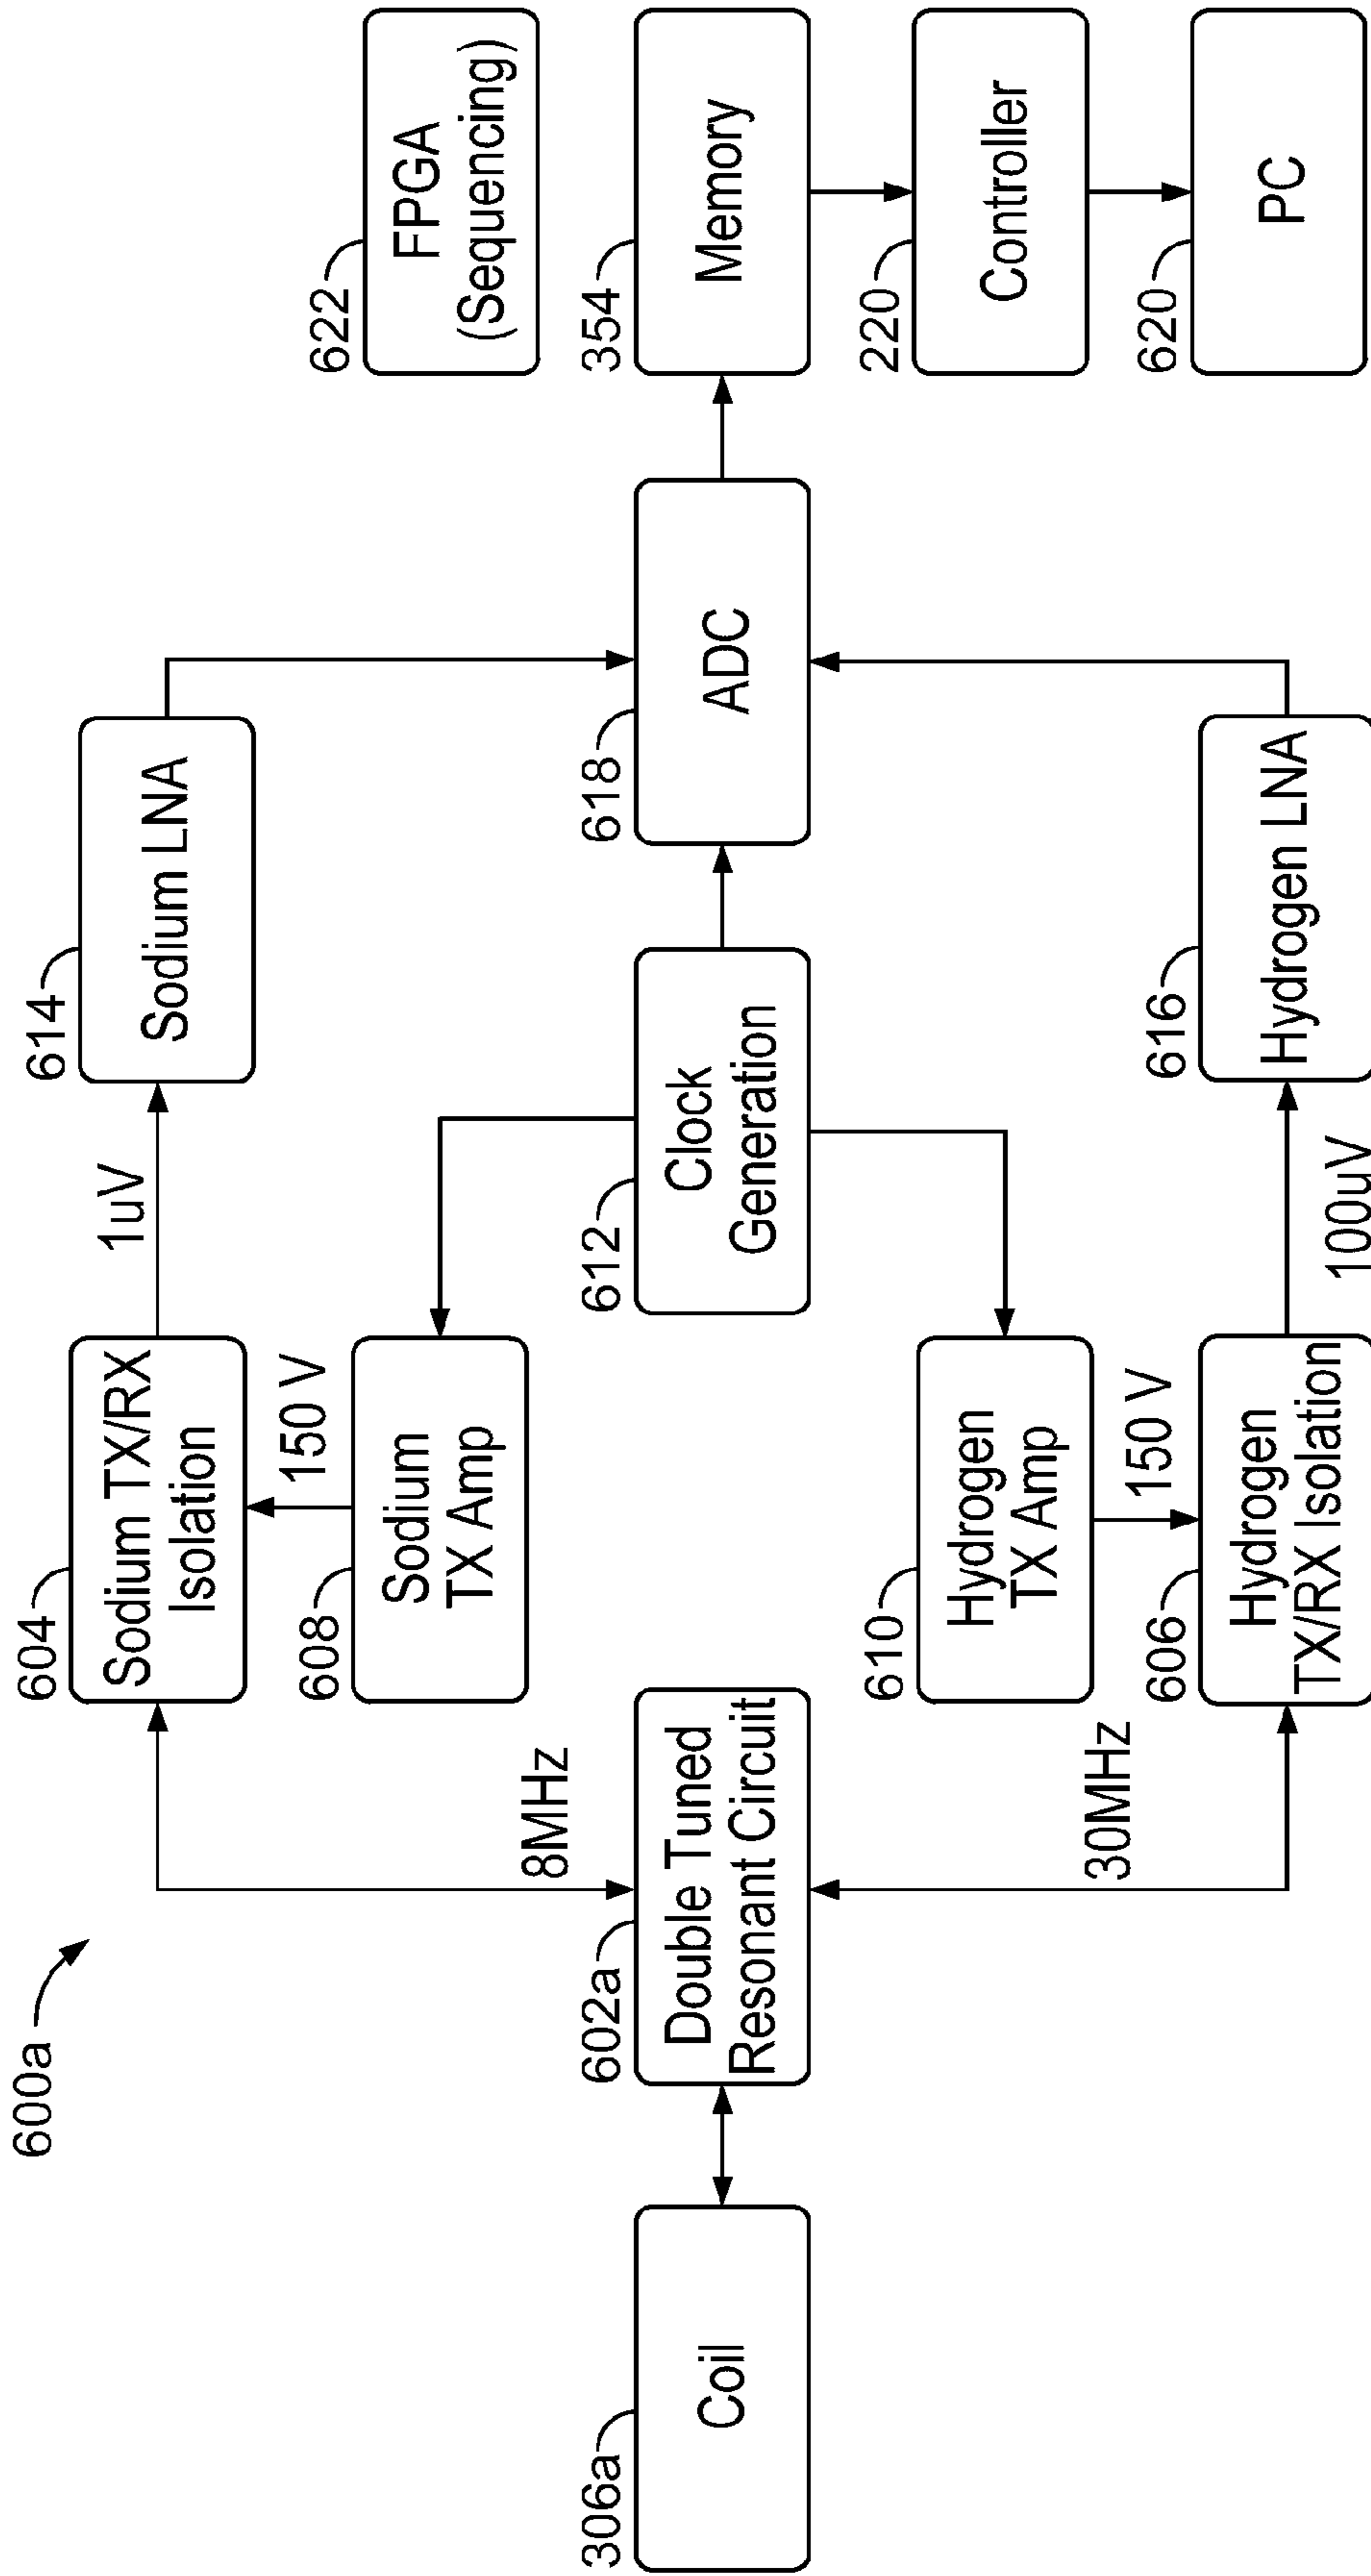 600a
604
Sodium TX/RX
Isolation
1uV
614
Sodium LNA
622
FPGA
(Sequencing)
8MHz
608
Sodium
TX Amp
150 V
306a
Coil
602a
Double Tuned
Resonant Circuit
612
Clock
Generation
618
ADC
354
Memory
220
Controller
620
PC
30MHz
610
Hydrogen
TX Amp
150 V
606
Hydrogen
TX/RX Isolation
100uV
616
Hydrogen LNA